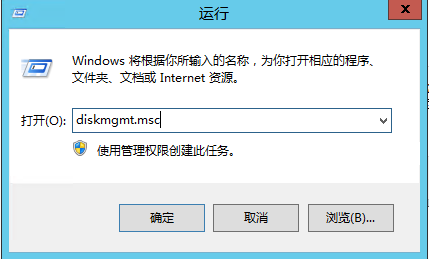 运行
Windows 将根据你所输入的名称，为你打开相应的程序、
文件夹、文档或 Internet 资源。
打开(O): diskmgmt.msc
使用管理权限创建此任务。
确定 取消 浏览(B)...